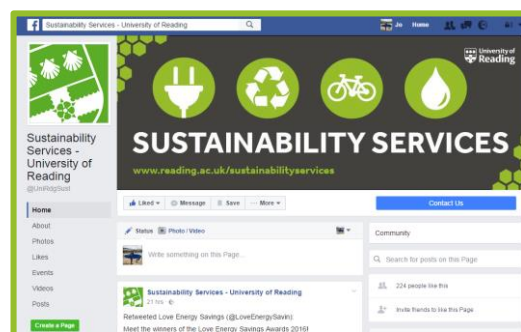 Sustainability Services - University of Reading
Jo Home
University of
Reading
SUSTAINABILITY SERVICES
www.reading.ac.uk/sustainabilityservices
Sustainability
Services -
University of
Reading
@UniRdgSust
Home
About
Photos
Likes
Events
Videos
Posts
Create a Page
Liked Message Save More
Contact Us
Status Photo / Video
Write something on this Page...
Sustainability Services - University of Reading
21 hrs
Retweeted Love Energy Savings (@LoveEnergySavin):
Meet the winners of the Love Energy Savings Awards 2016!
Community
Search for posts on this Page
224 people like this
Invite friends to like this Page